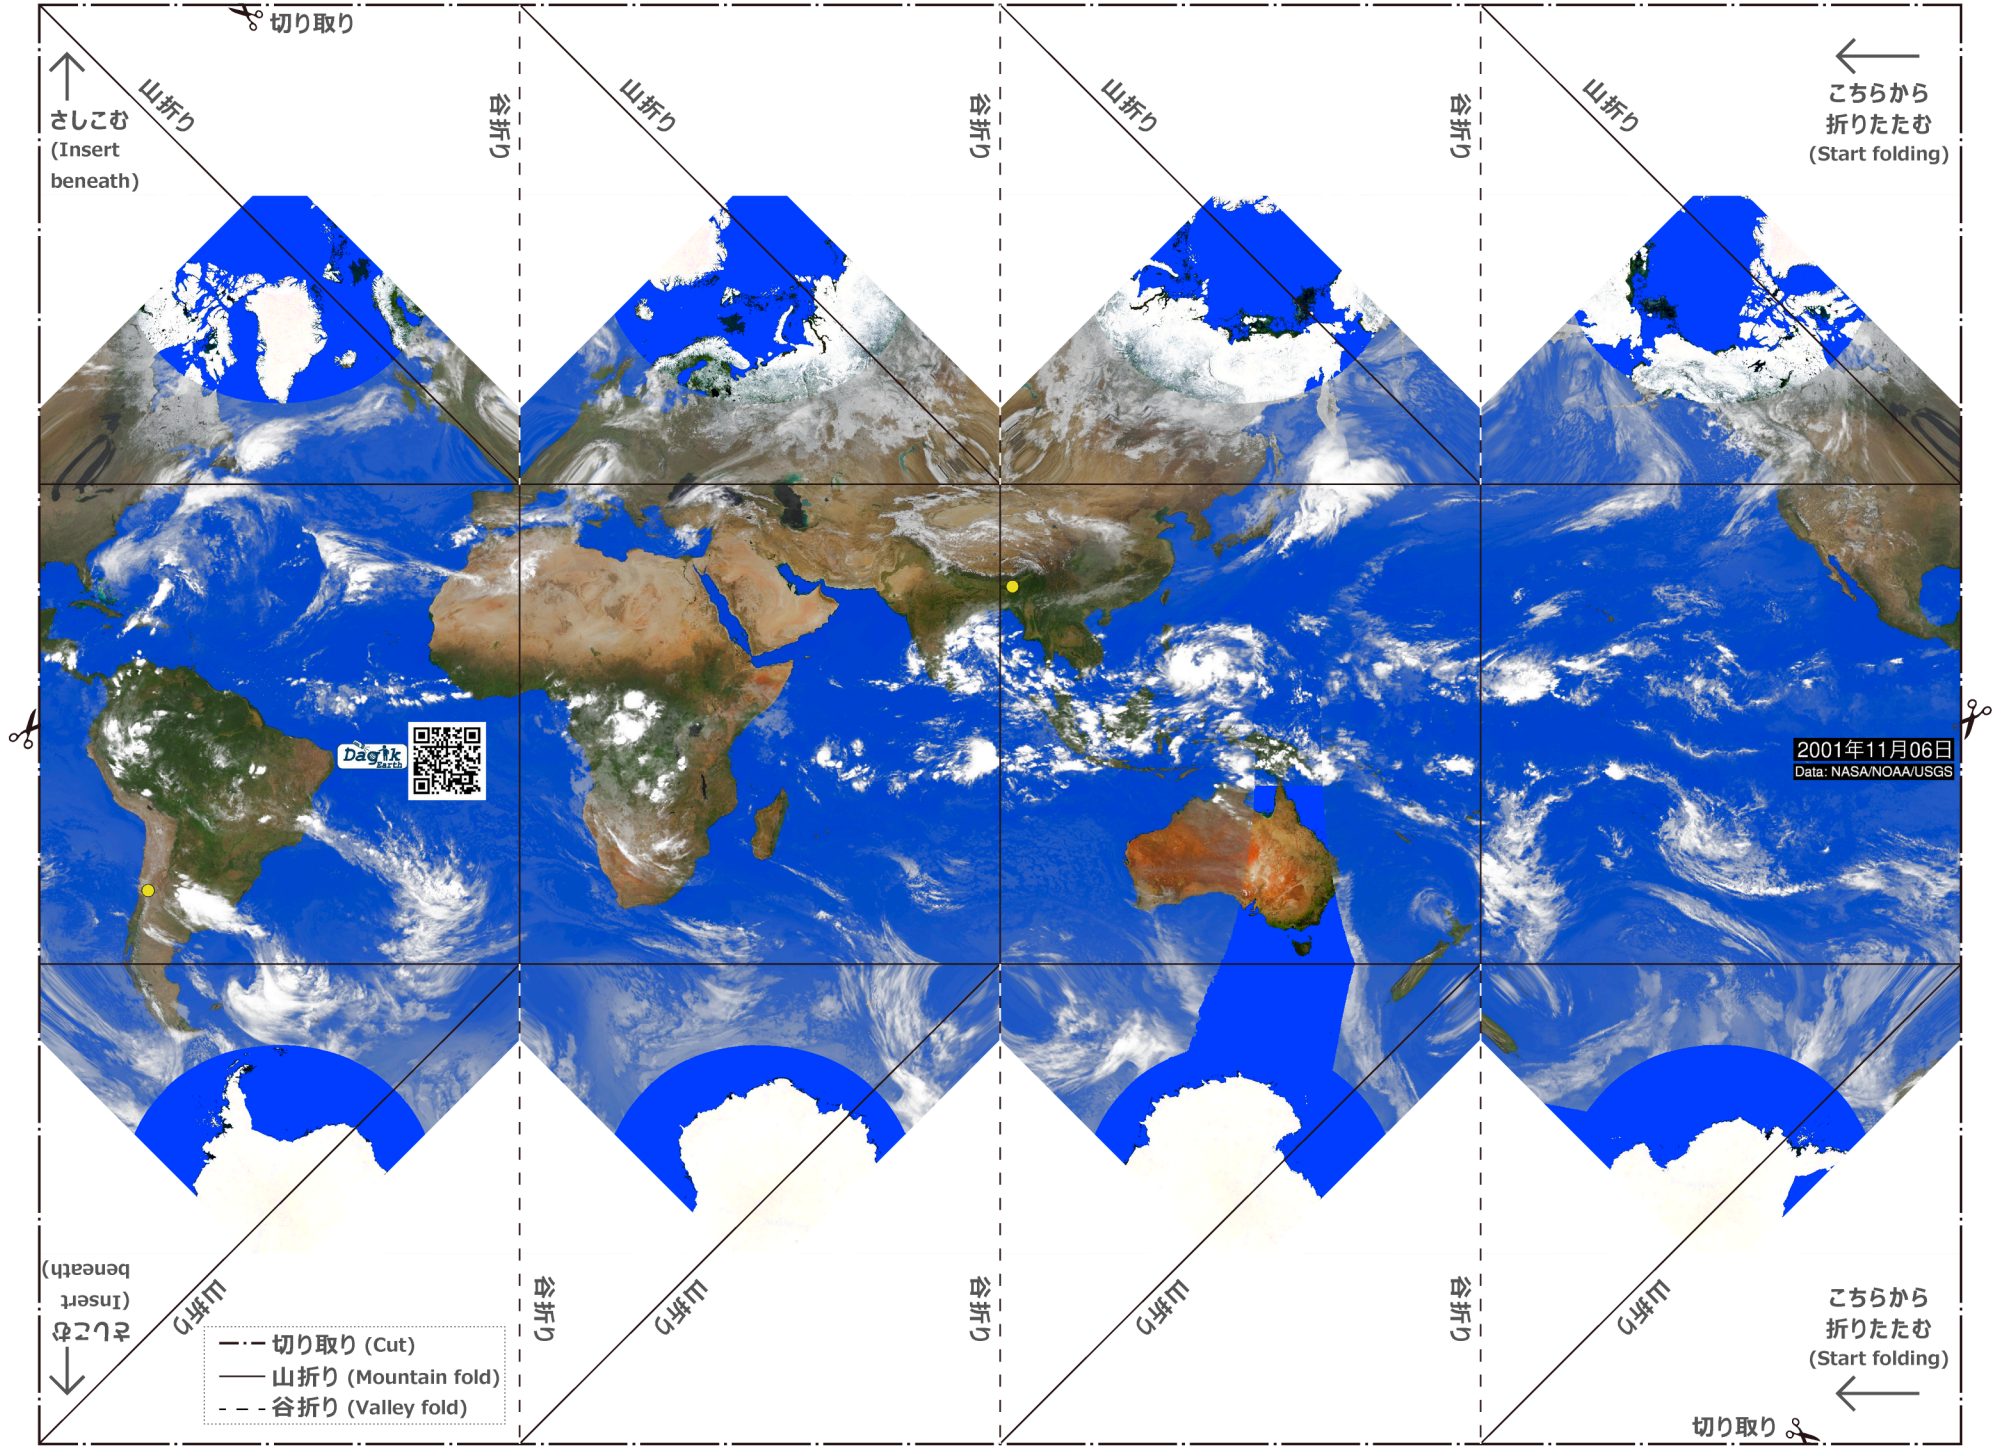 切り取り
さしこむ
(Insert
beneath)
山折り
谷折り
山折り
谷折り
山折り
谷折り
山折り
こちらから
折りたたむ
(Start folding)
Dagik
Earth
2001年11月06日
Data: NASA/NOAA/USGS
さしこむ
(Insert
beneath)
山折り
谷折り
山折り
谷折り
山折り
谷折り
山折り
こちらから
折りたたむ
(Start folding)
切り取り (Cut)
山折り (Mountain fold)
谷折り (Valley fold)
切り取り